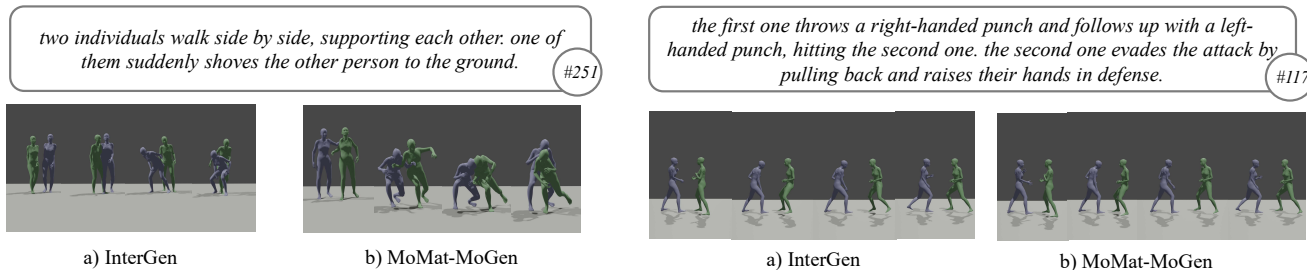 two individuals walk side by side, supporting each other. one of
them suddenly shoves the other person to the ground.
#251
a) InterGen
b) MoMat-MoGen
the first one throws a right-handed punch and follows up with a left-
handed punch, hitting the second one. the second one evades the attack by
pulling back and raises their hands in defense.
#117
a) InterGen
b) MoMat-MoGen